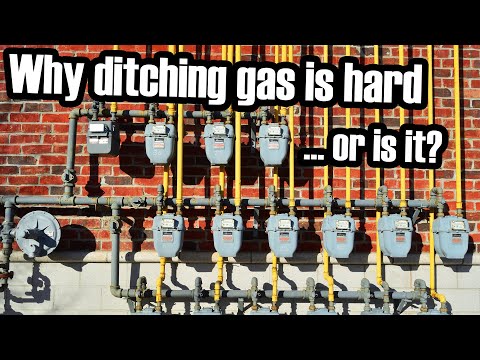 Why ditching gas is hard
... or is it?